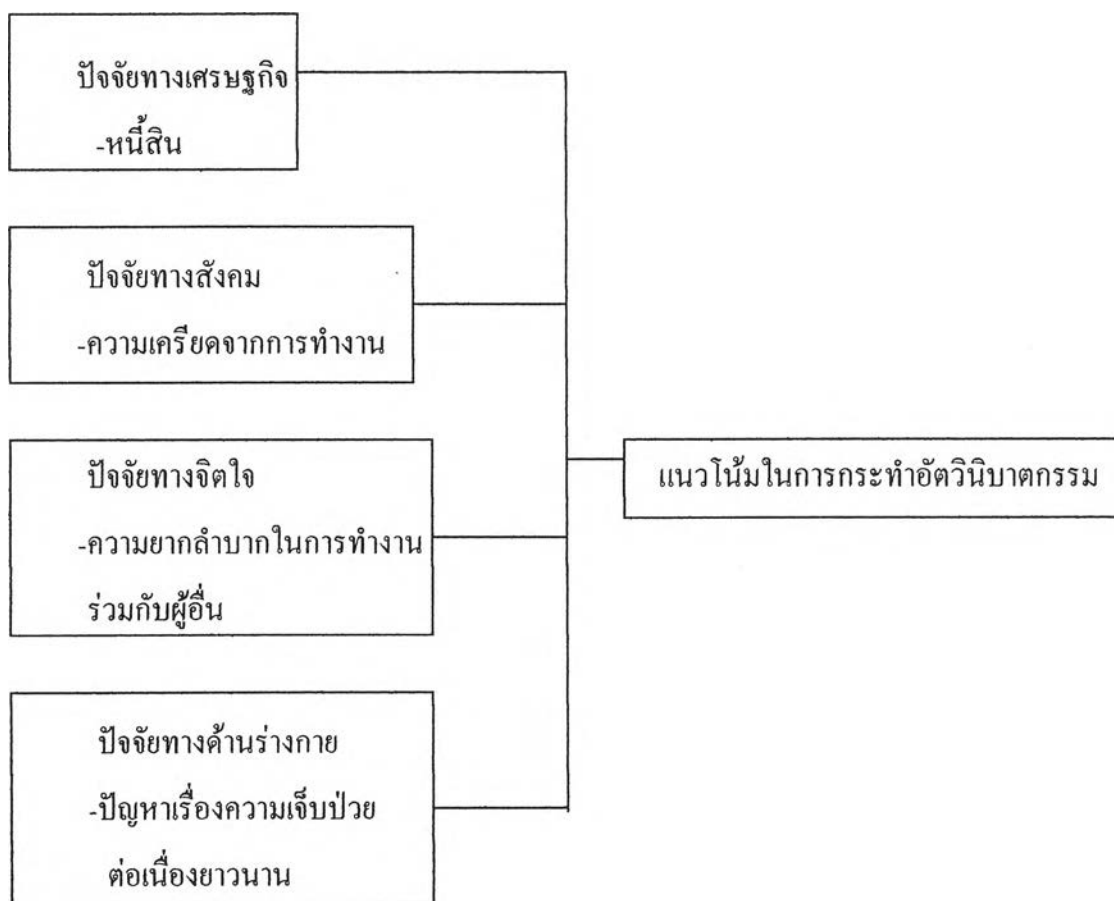 ปัจจัยทางเศรษฐกิจ
-หนี้สิน
ปัจจัยทางสังคม
-ความเครียดจากการทำงาน
ปัจจัยทางจิตใจ
-ความยากลำบากในการทำงาน
ร่วมกับผู้อื่น
แนวโน้มในการกระทำอัตวินิบาตกรรม
ปัจจัยทางด้านร่างกาย
-ปัญหาเรื่องความเจ็บป่วย
ต่อเนื่องยาวนาน